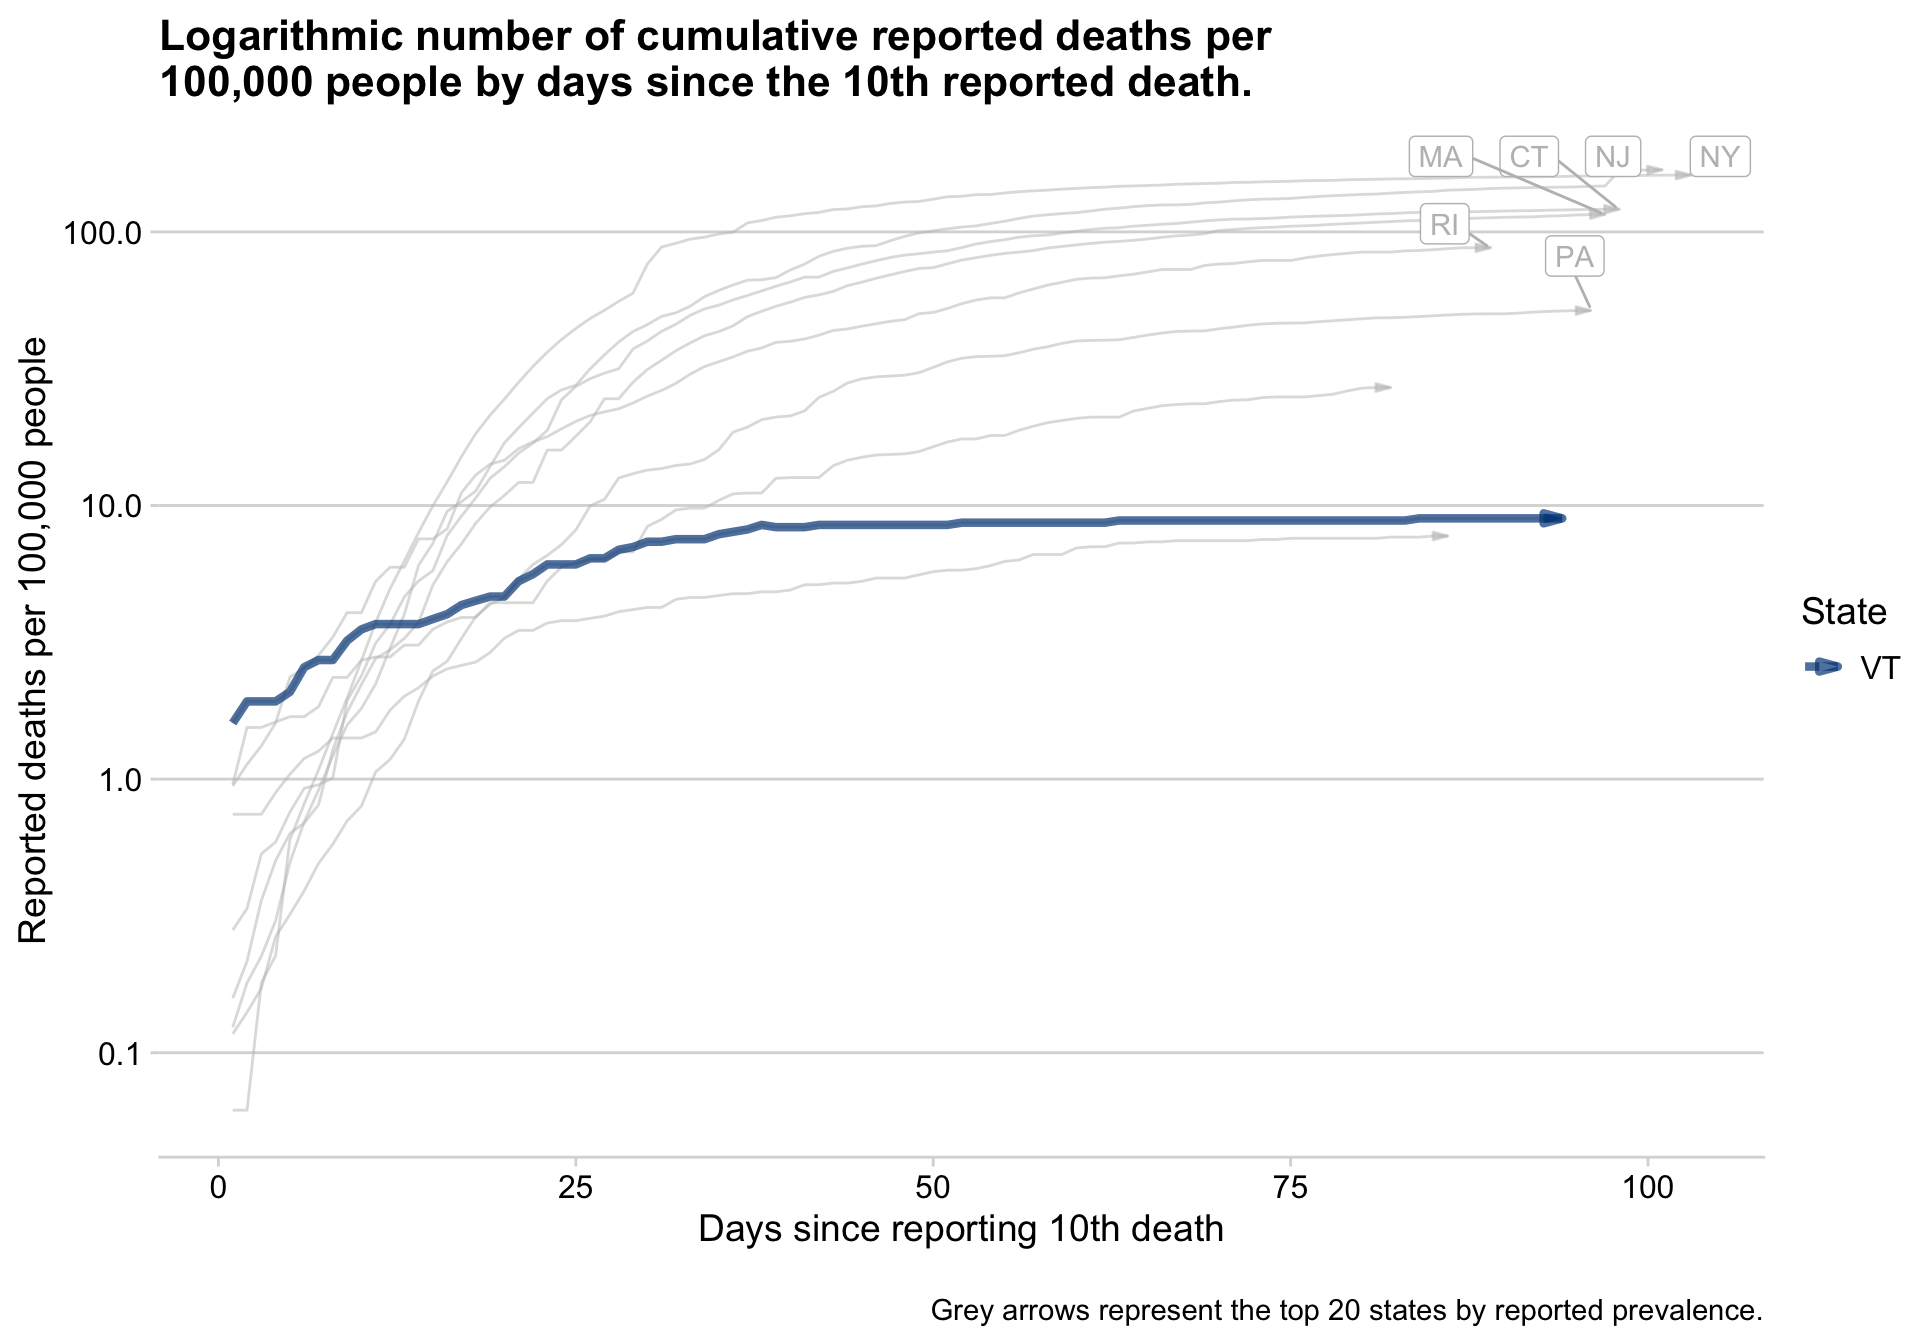 Logarithmic number of cumulative reported deaths per
100,000 people by days since the 10th reported death.
MA CT NJ NY
RI
PA
100.0
10.0
1.0
0.1
Reported deaths per 100,000 people
State
VT
0 25 50 75 100
Days since reporting 10th death
Grey arrows represent the top 20 states by reported prevalence.